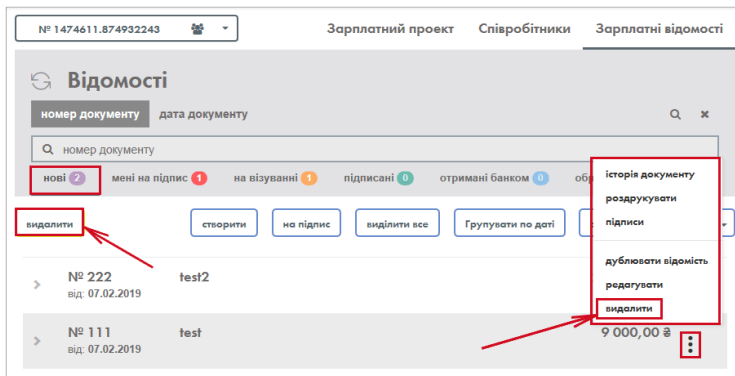 № 1474611.874932243
Зарплатний проект Співробітники Зарплатні відомості
Відомості
номер документу дата документу
номер документу
нові 2 мені на підпис 1 на візуванні 1 підписані 0 отримані банком 0
історія документу
роздрукувати
підписи
дублювати відомість
редагувати
видалити
видалити створити на підпис виділити все Групувати по даті
№ 222 test2
від: 07.02.2019
№ 111 test 9 000,00 ₴
від: 07.02.2019